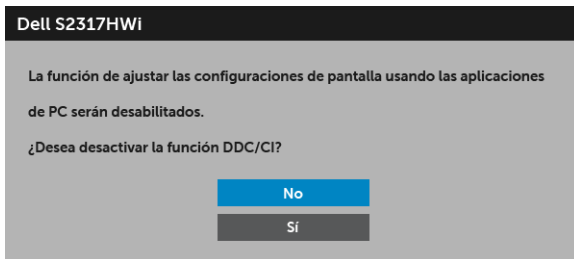 Dell S2317HWi
La función de ajustar las configuraciones de pantalla usando las aplicaciones
de PC serán desabilitados.
¿Desea desactivar la función DDC/CI?
No
Sí